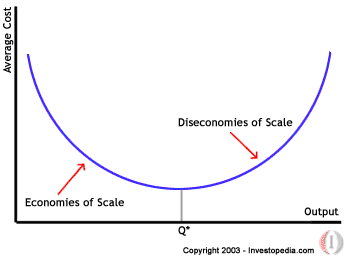 Average Cost
Diseconomies of Scale
Economies of Scale
Output
Q*
Copyright 2003 - Investopedia.com